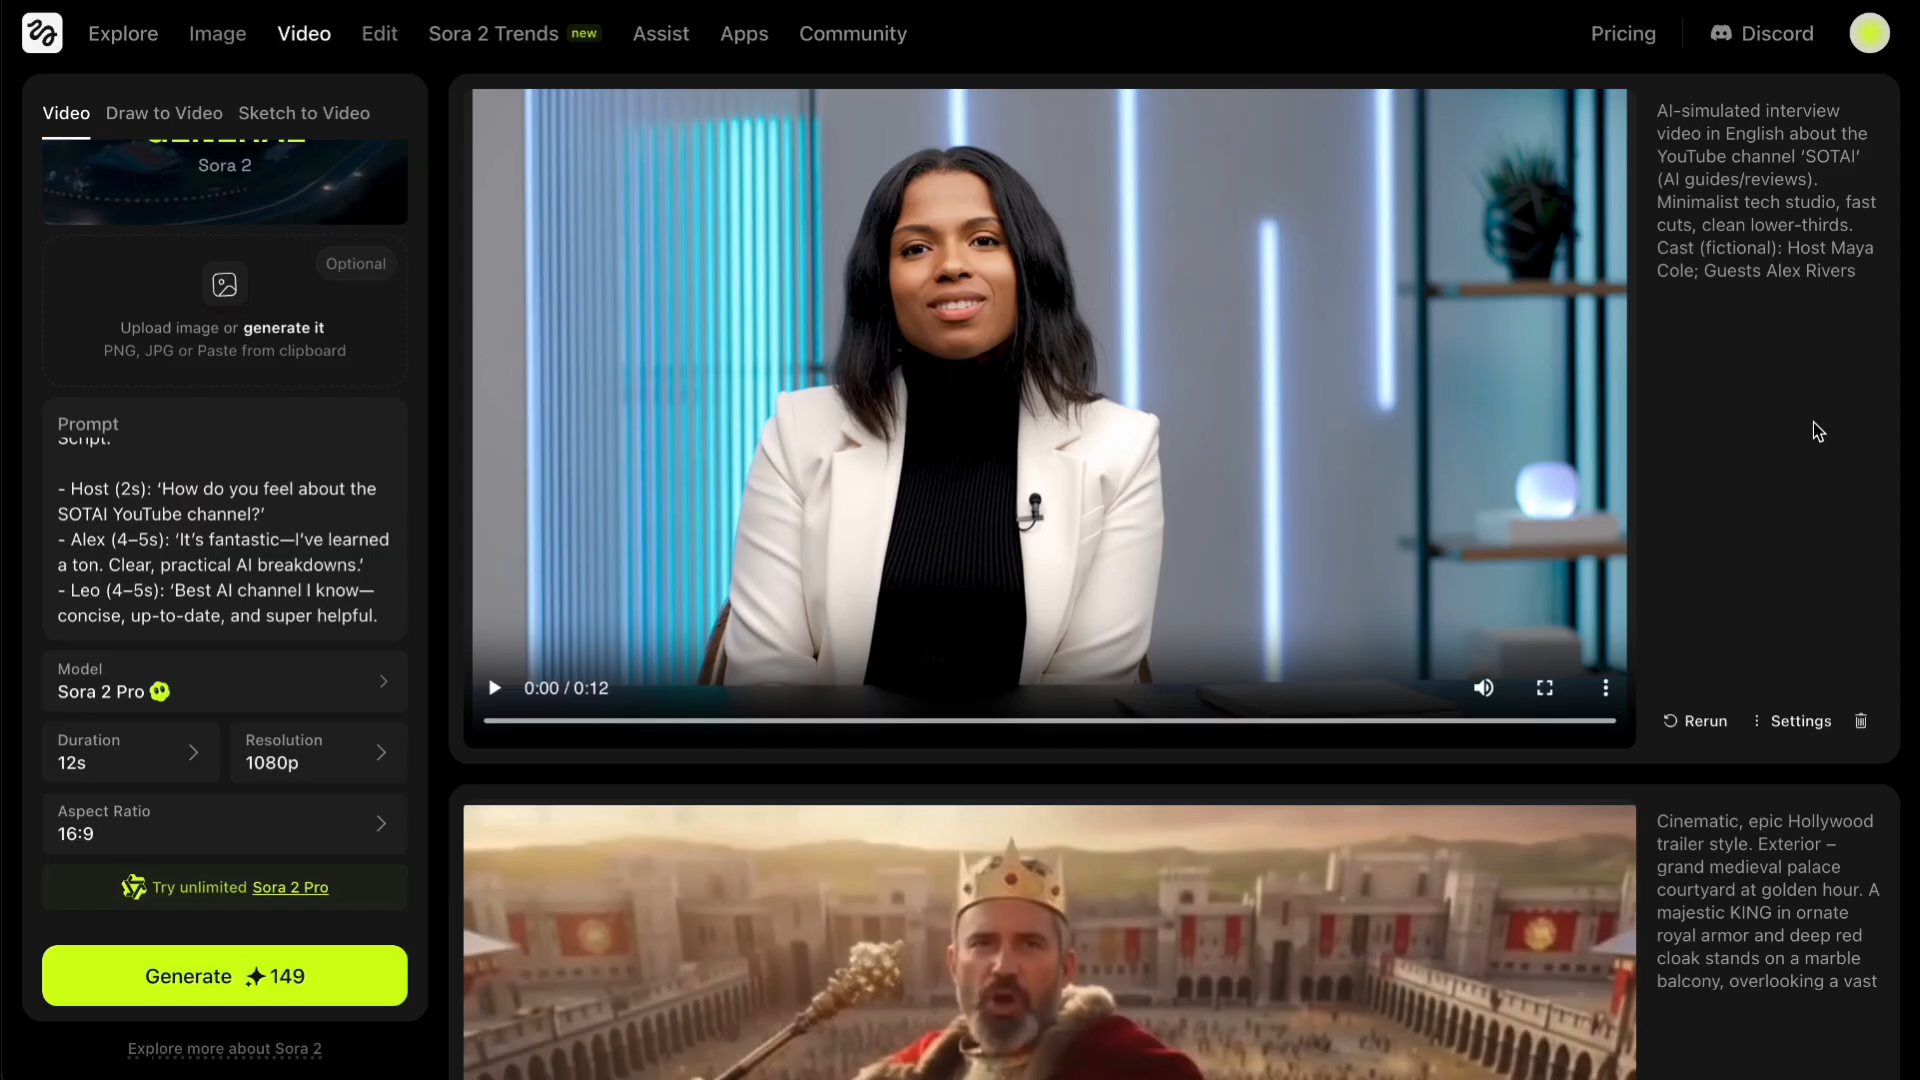 Explore
Image
Video
Edit
Sora 2 Trends new
Assist
Apps
Community
Pricing
Discord
Video
Draw to Video
Sketch to Video
GENERAL
Sora 2
Optional
Upload image or generate it
PNG, JPG or Paste from clipboard
Prompt
Script:
- Host (2s): ‘How do you feel about the
SOTAI YouTube channel?’
- Alex (4–5s): ‘It’s fantastic—I’ve learned
a ton. Clear, practical AI breakdowns.’
- Leo (4–5s): ‘Best AI channel I know—
concise, up-to-date, and super helpful.
Model
Sora 2 Pro
Duration
12s
Resolution
1080p
Aspect Ratio
16:9
Try unlimited Sora 2 Pro
Generate 149
Explore more about Sora 2
0:00 / 0:12
AI-simulated interview
video in English about the
YouTube channel ‘SOTAI’
(AI guides/reviews).
Minimalist tech studio, fast
cuts, clean lower-thirds.
Cast (fictional): Host Maya
Cole; Guests Alex Rivers
Rerun
Settings
Cinematic, epic Hollywood
trailer style. Exterior –
grand medieval palace
courtyard at golden hour. A
majestic KING in ornate
royal armor and deep red
cloak stands on a marble
balcony, overlooking a vast